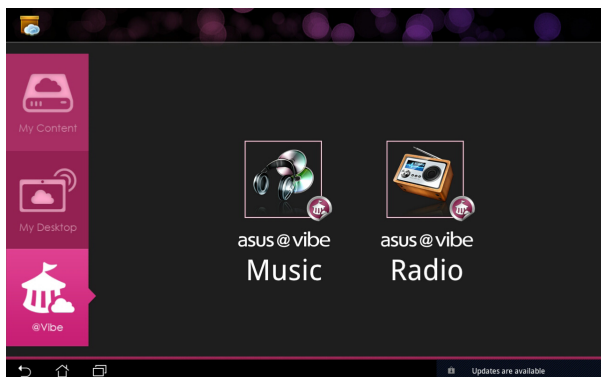 My Content
My Desktop
@Vibe
asus@vibe
Music
asus@vibe
Radio
Updates are available